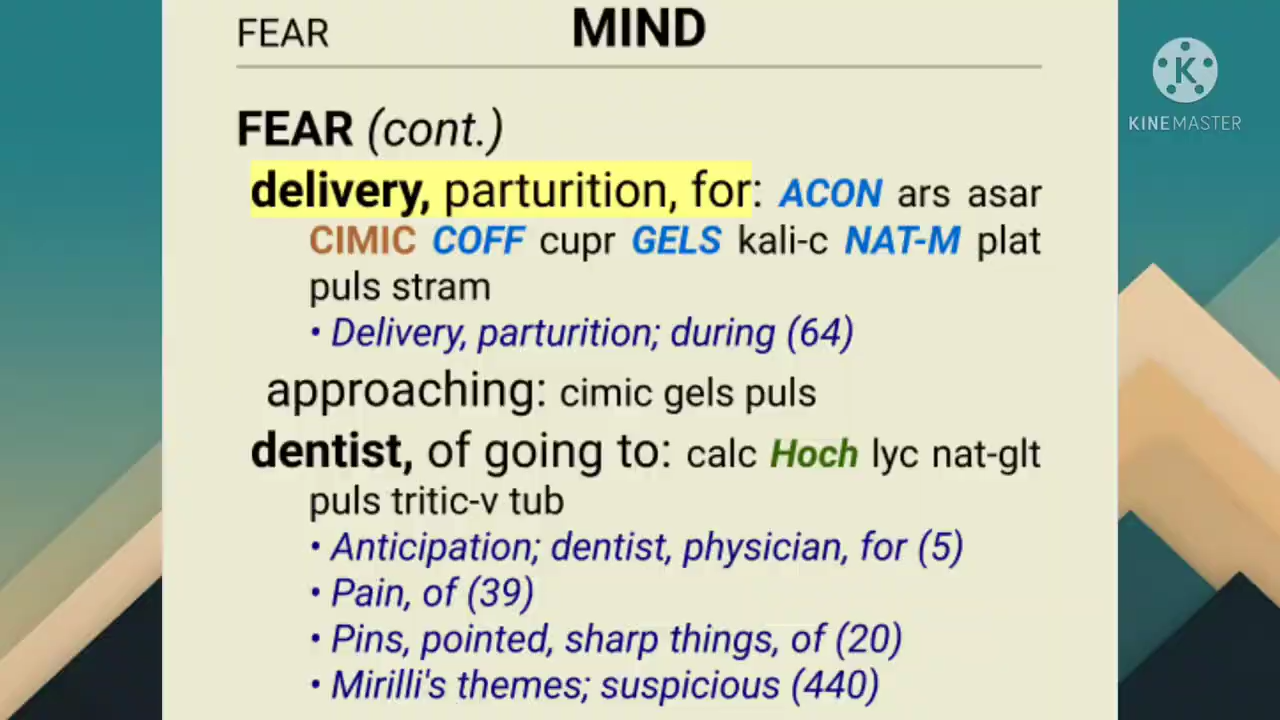 FEAR MIND
KINEMASTER
FEAR (cont.)
delivery, parturition, for: ACON ars asar
CIMIC COFF cupr GELS kali-c NAT-M plat
puls stram
• Delivery, parturition; during (64)
approaching: cimic gels puls
dentist, of going to: calc Hoch lyc nat-glt
puls tritic-v tub
• Anticipation; dentist, physician, for (5)
• Pain, of (39)
• Pins, pointed, sharp things, of (20)
• Mirilli's themes; suspicious (440)